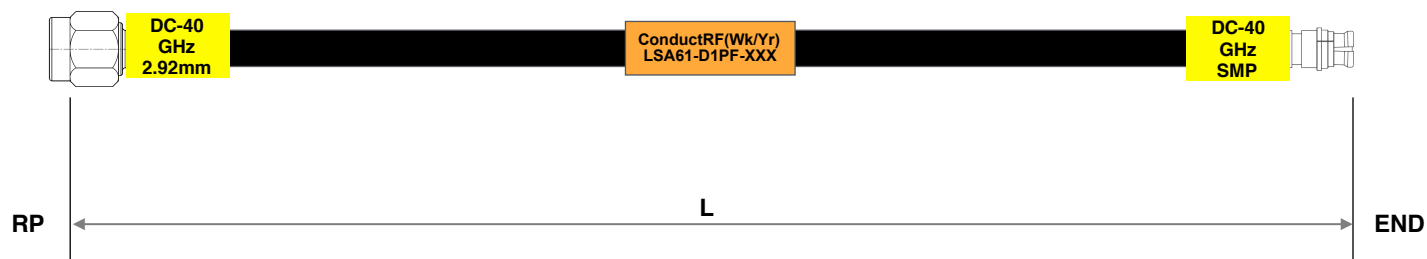 DC-40
GHz
2.92mm
ConductRF(Wk/Yr)
LSA61-D1PF-XXX
DC-40
GHz
SMP
RP
L
END